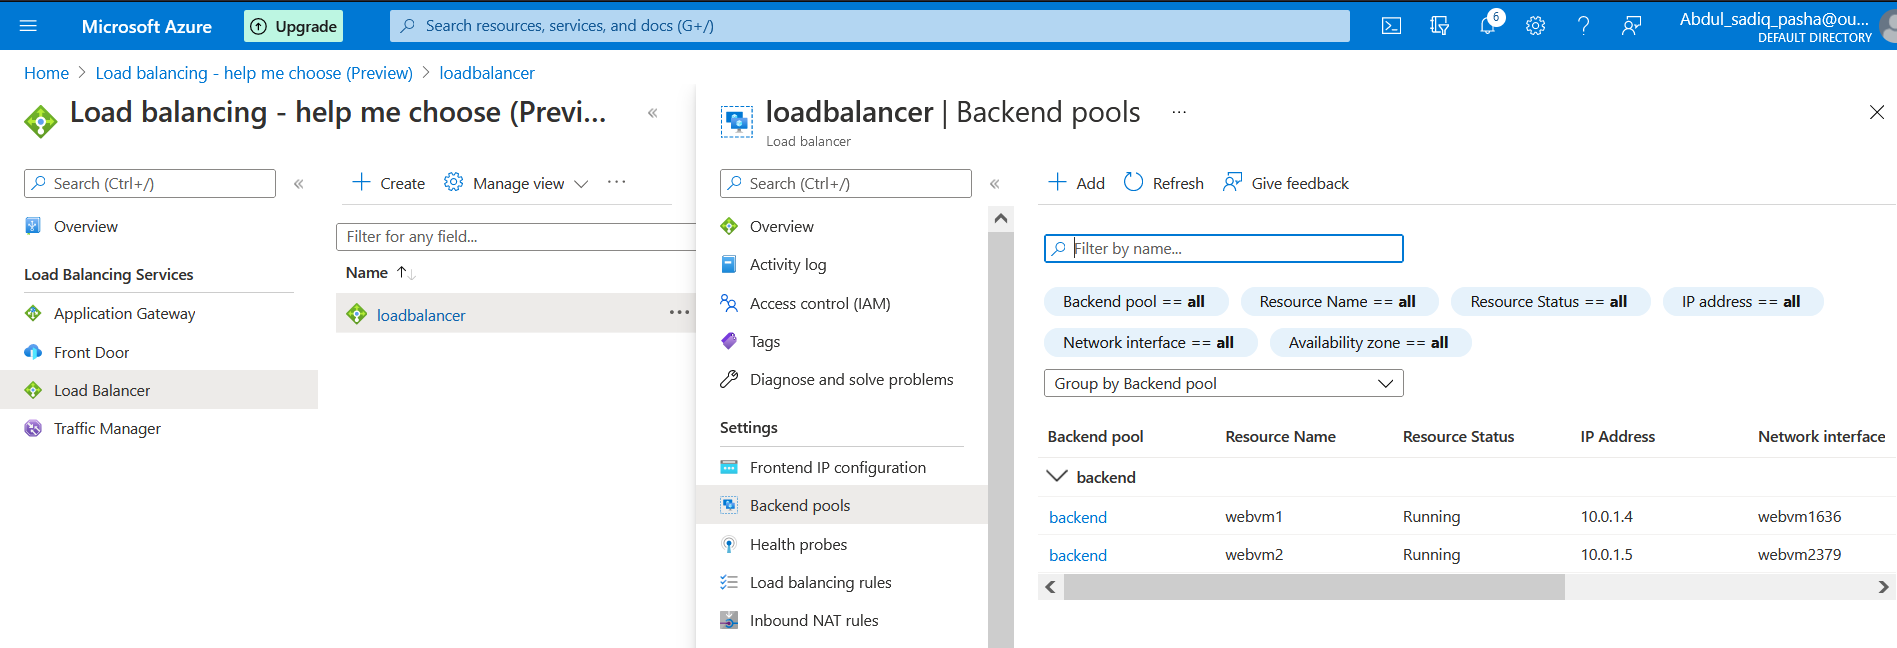 Microsoft Azure
Upgrade
Search resources, services, and docs (G+/)
6
Abdul_sadiq_pasha@ou...
DEFAULT DIRECTORY
Home > Load balancing - help me choose (Preview) > loadbalancer
Load balancing - help me choose (Previ...
«
Search (Ctrl+/)
«
Overview
Load Balancing Services
Application Gateway
Front Door
Load Balancer
Traffic Manager
Create
Manage view
...
Filter for any field...
Name ↑↓
loadbalancer
...
loadbalancer | Backend pools
...
Load balancer
Search (Ctrl+/)
«
Overview
Activity log
Access control (IAM)
Tags
Diagnose and solve problems
Settings
Frontend IP configuration
Backend pools
Health probes
Load balancing rules
Inbound NAT rules
Add
Refresh
Give feedback
Filter by name...
Backend pool == all
Resource Name == all
Resource Status == all
IP address == all
Network interface == all
Availability zone == all
Group by Backend pool
Backend pool Resource Name Resource Status IP Address Network interface
backend
backend webvm1 Running 10.0.1.4 webvm1636
backend webvm2 Running 10.0.1.5 webvm2379